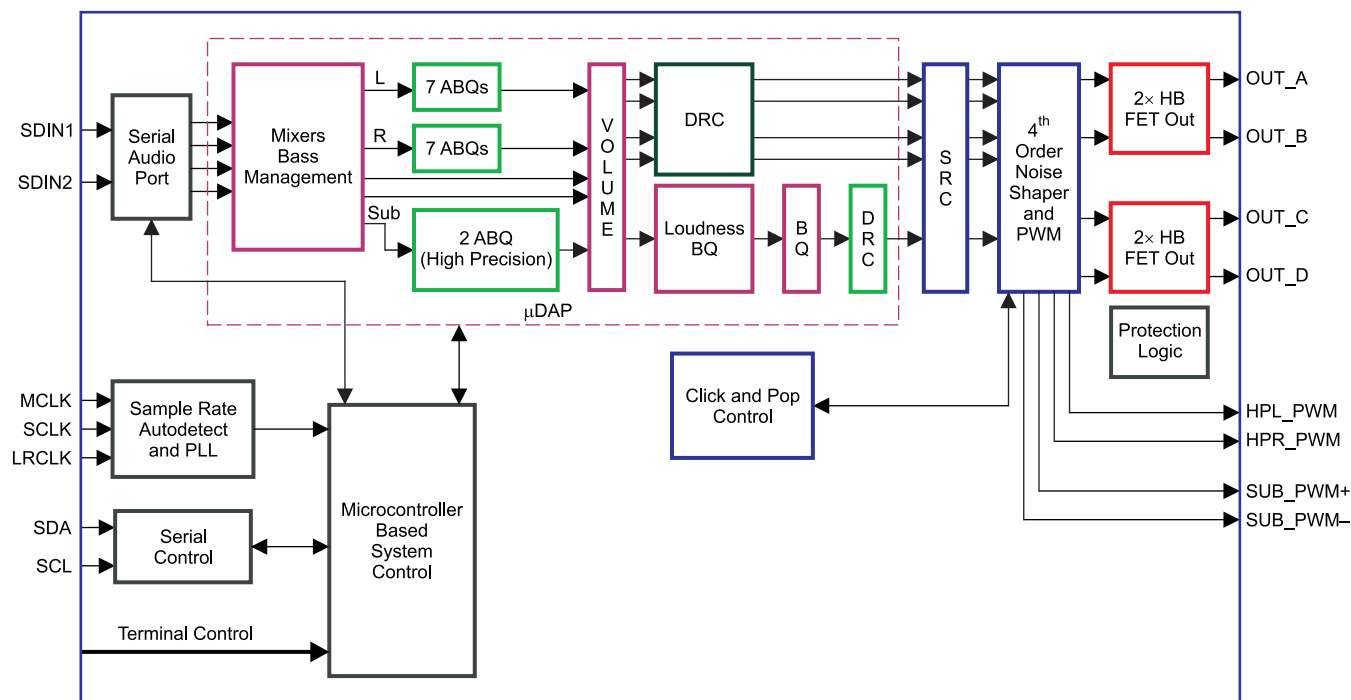 SDIN1
SDIN2
Serial
Audio
Port
Mixers
Bass
Management
L
7 ABQs
R
7 ABQs
Sub
2 ABQ
(High Precision)
V
O
L
U
M
E
DRC
Loudness
BQ
B
Q
D
R
C
μDAP
S
R
C
4th
Order
Noise
Shaper
and
PWM
2× HB
FET Out
2× HB
FET Out
Protection
Logic
OUT_A
OUT_B
OUT_C
OUT_D
MCLK
SCLK
LRCLK
Sample Rate
Autodetect
and PLL
SDA
SCL
Serial
Control
Terminal Control
Microcontroller
Based
System
Control
Click and Pop
Control
HPL_PWM
HPR_PWM
SUB_PWM+
SUB_PWM–